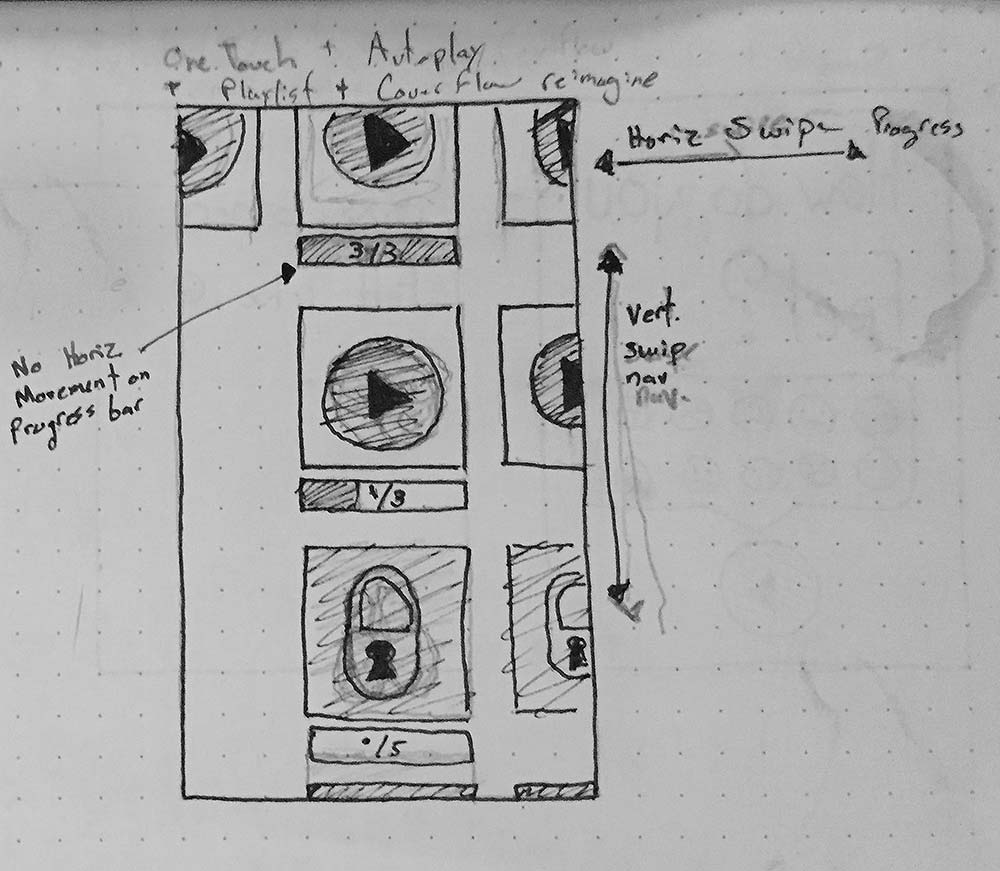 One Touch + Autoplay
+ Playlist + Coverflow reimagine
Horiz Swipe Progress
3/3
Vert.
swipe
nav
nav.
No Horiz
Movement on
Progress bar
1/3
0/5